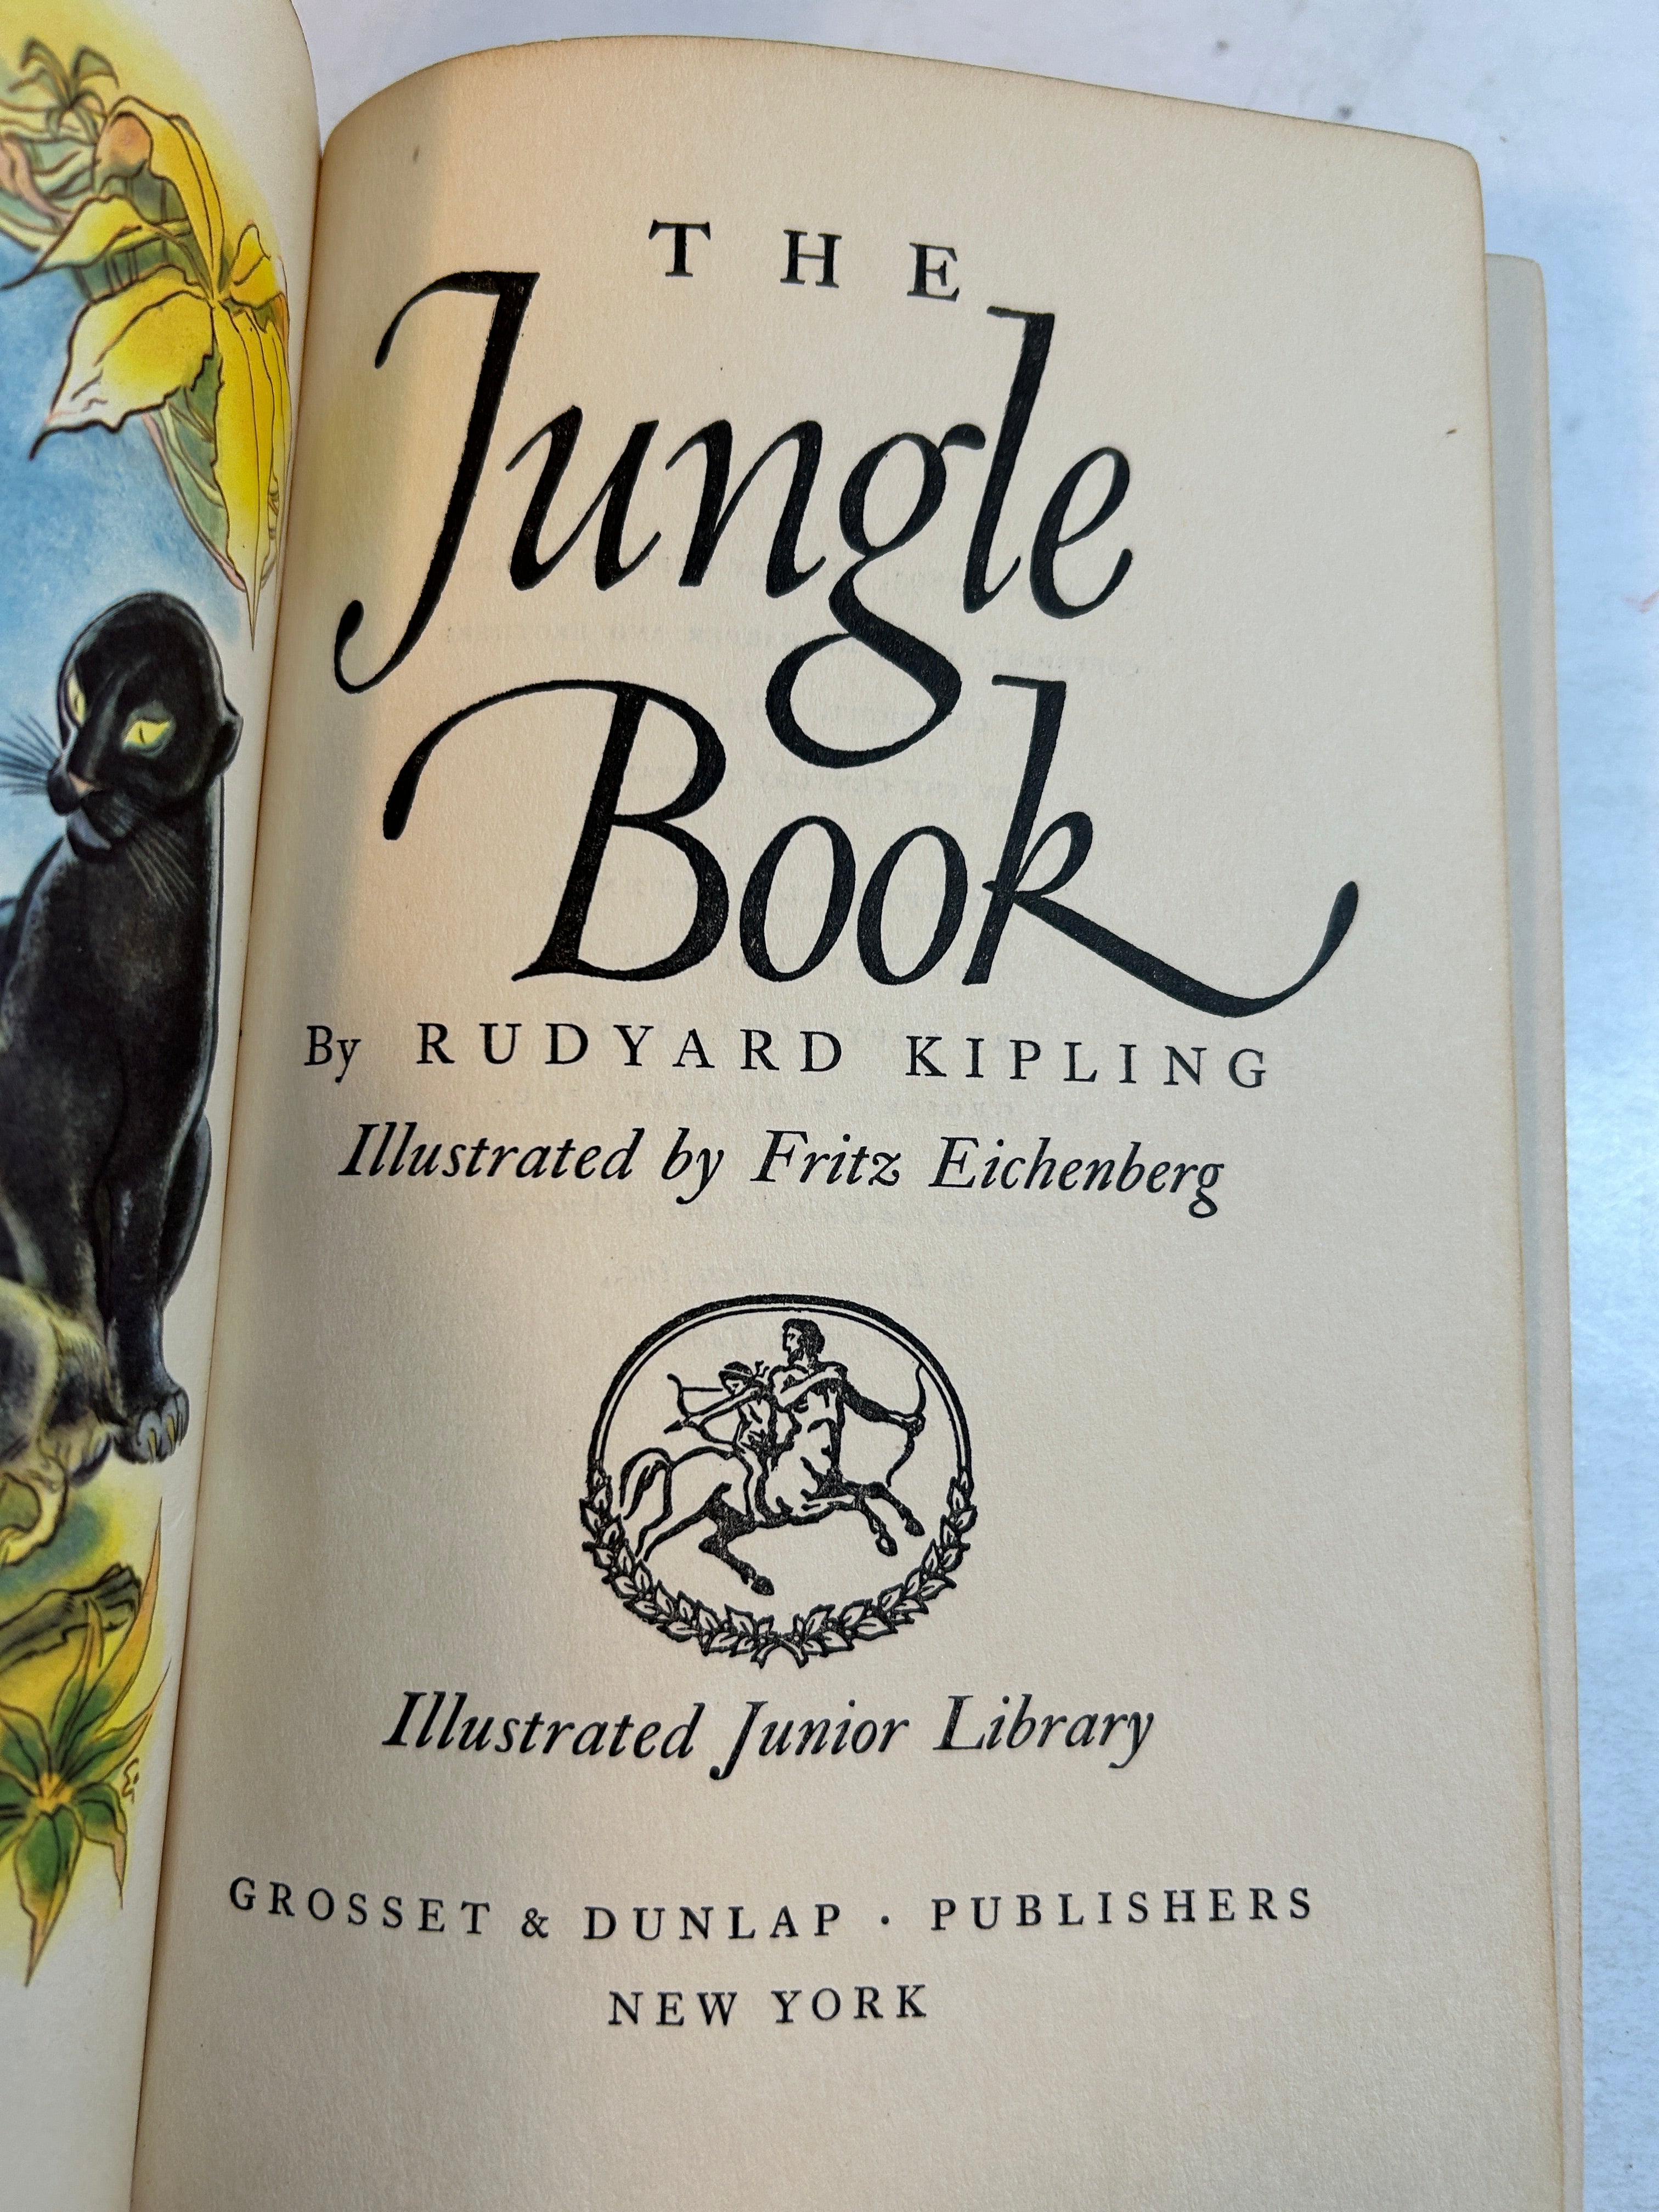 THE
Jungle
Book
By RUDYARD KIPLING
Illustrated by Fritz Eichenberg
Illustrated Junior Library
GROSSET & DUNLAP · PUBLISHERS
NEW YORK